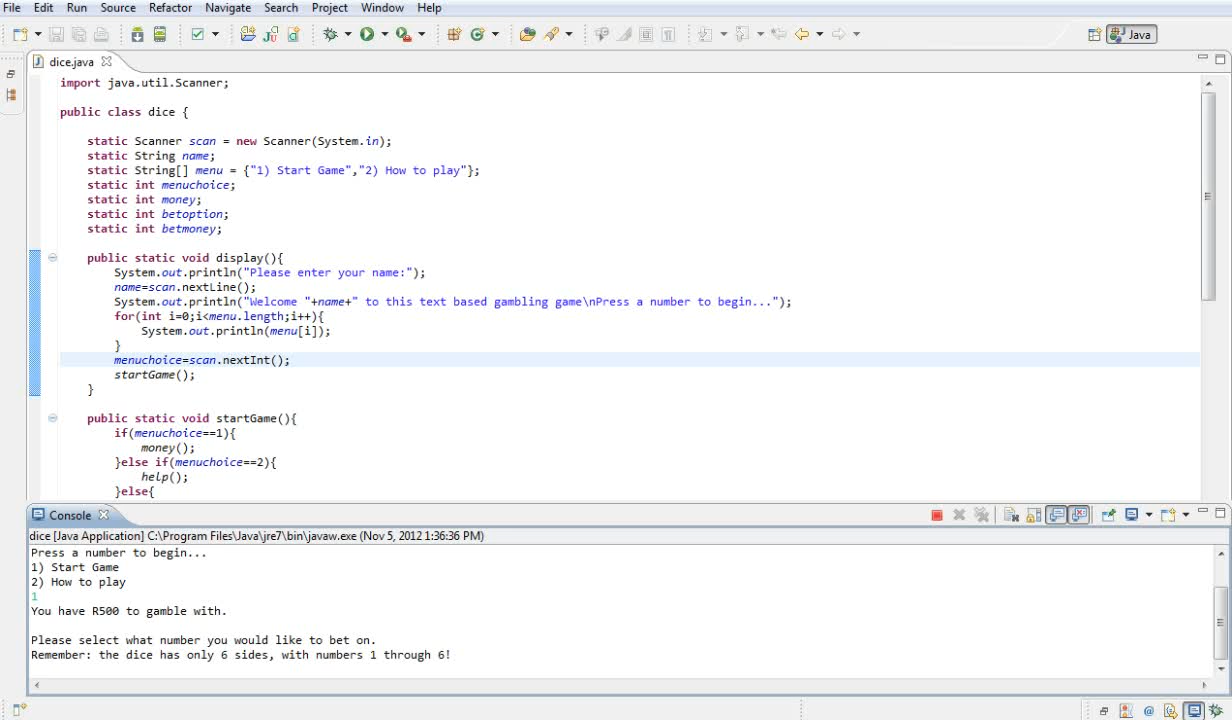 File Edit Run Source Refactor Navigate Search Project Window Help
Java
dice.java
import java.util.Scanner;
public class dice {
static Scanner scan = new Scanner(System.in);
static String name;
static String[] menu = {"1) Start Game","2) How to play"};
static int menuchoice;
static int money;
static int betoption;
static int betmoney;
public static void display(){
System.out.println("Please enter your name:");
name=scan.nextLine();
System.out.println("Welcome "+name+" to this text based gambling game\nPress a number to begin...");
for(int i=0;i<menu.length;i++){
System.out.println(menu[i]);
}
menuchoice=scan.nextInt();
startGame();
}
public static void startGame(){
if(menuchoice==1){
money();
}else if(menuchoice==2){
help();
}else{
Console
dice [Java Application] C:\Program Files\Java\jre7\bin\javaw.exe (Nov 5, 2012 1:36:36 PM)
Press a number to begin...
1) Start Game
2) How to play
1
You have R500 to gamble with.
Please select what number you would like to bet on.
Remember: the dice has only 6 sides, with numbers 1 through 6!